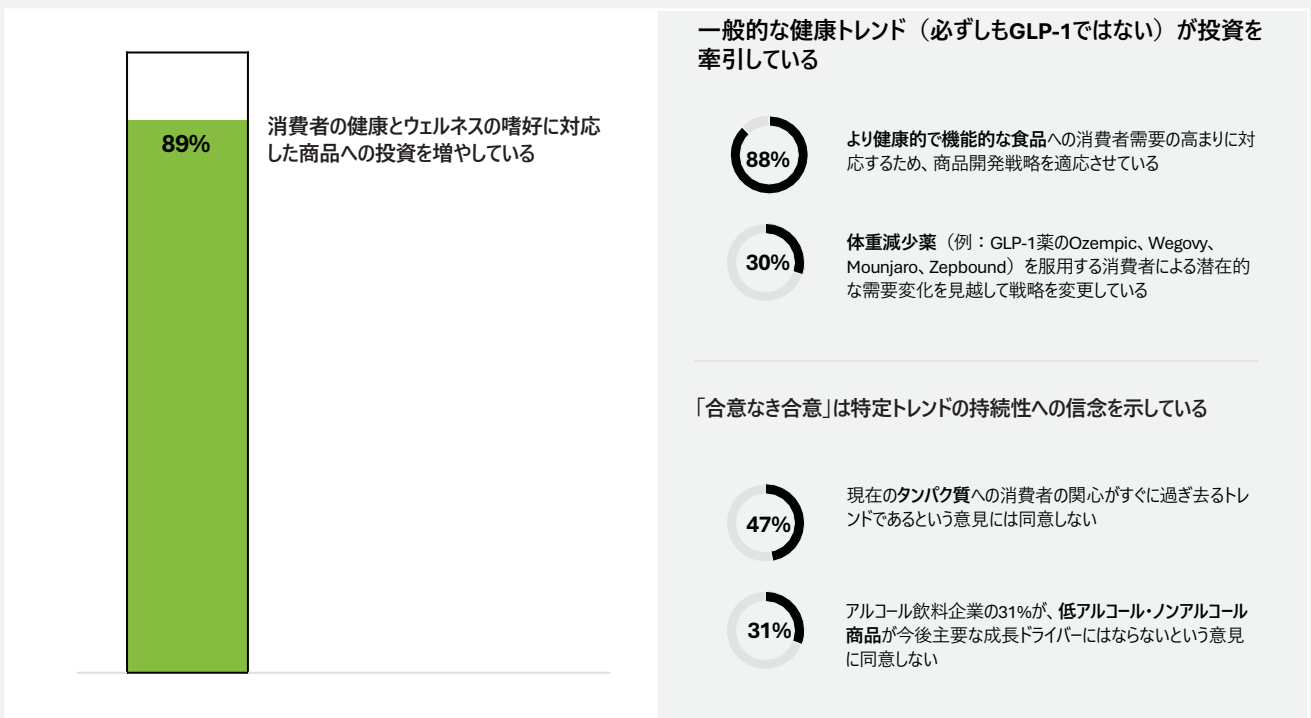 89%
消費者の健康とウェルネスの嗜好に対応
した商品への投資を増やしている
一般的な健康トレンド（必ずしもGLP-1ではない）が投資を
牽引している
88%
より健康的で機能的な食品への消費者需要の高まりに対
応するため、商品開発戦略を適応させている
30%
体重減少薬（例：GLP-1薬のOzempic、Wegovy、
Mounjaro、Zepbound）を服用する消費者による潜在的
な需要変化を見越して戦略を変更している
「合意なき合意」は特定トレンドの持続性への信念を示している
47%
現在のタンパク質への消費者の関心がすぐに過ぎ去るトレ
ンドであるという意見には同意しない
31%
アルコール飲料企業の31%が、低アルコール・ノンアルコール
商品が今後主要な成長ドライバーにはならないという意見
に同意しない